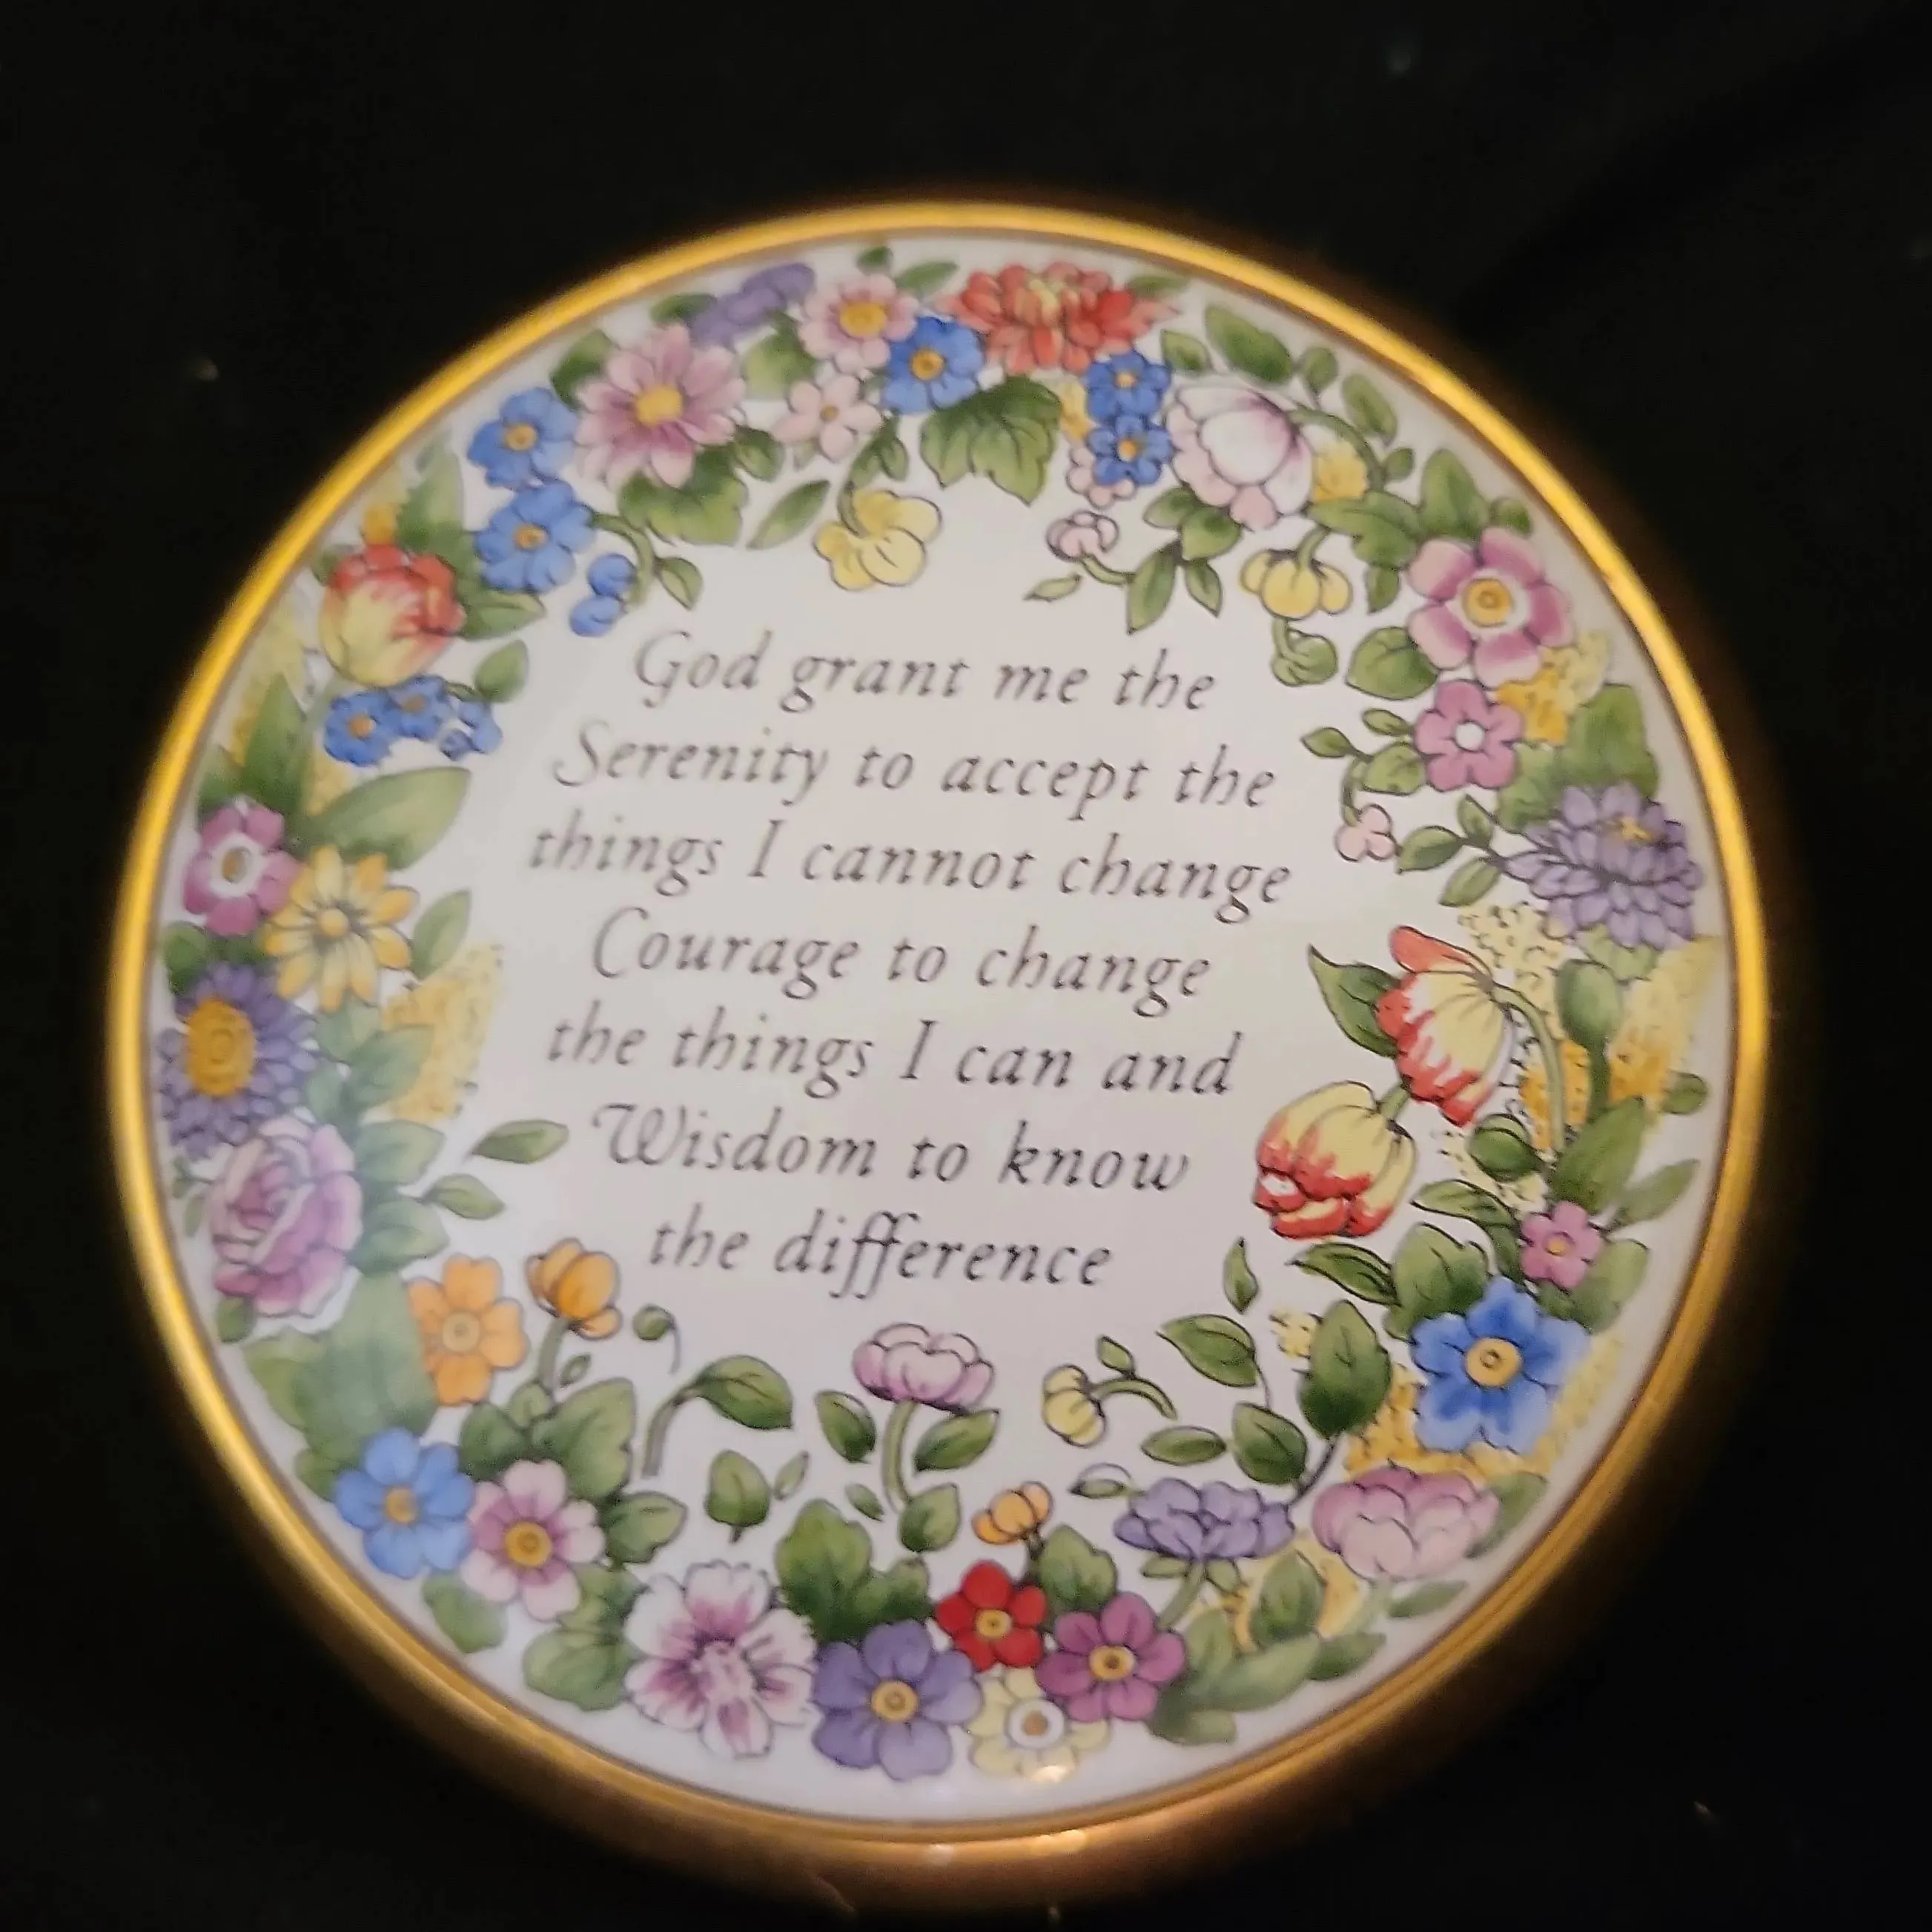 God grant me the
Serenity to accept the
things I cannot change
Courage to change
the things I can and
Wisdom to know
the difference